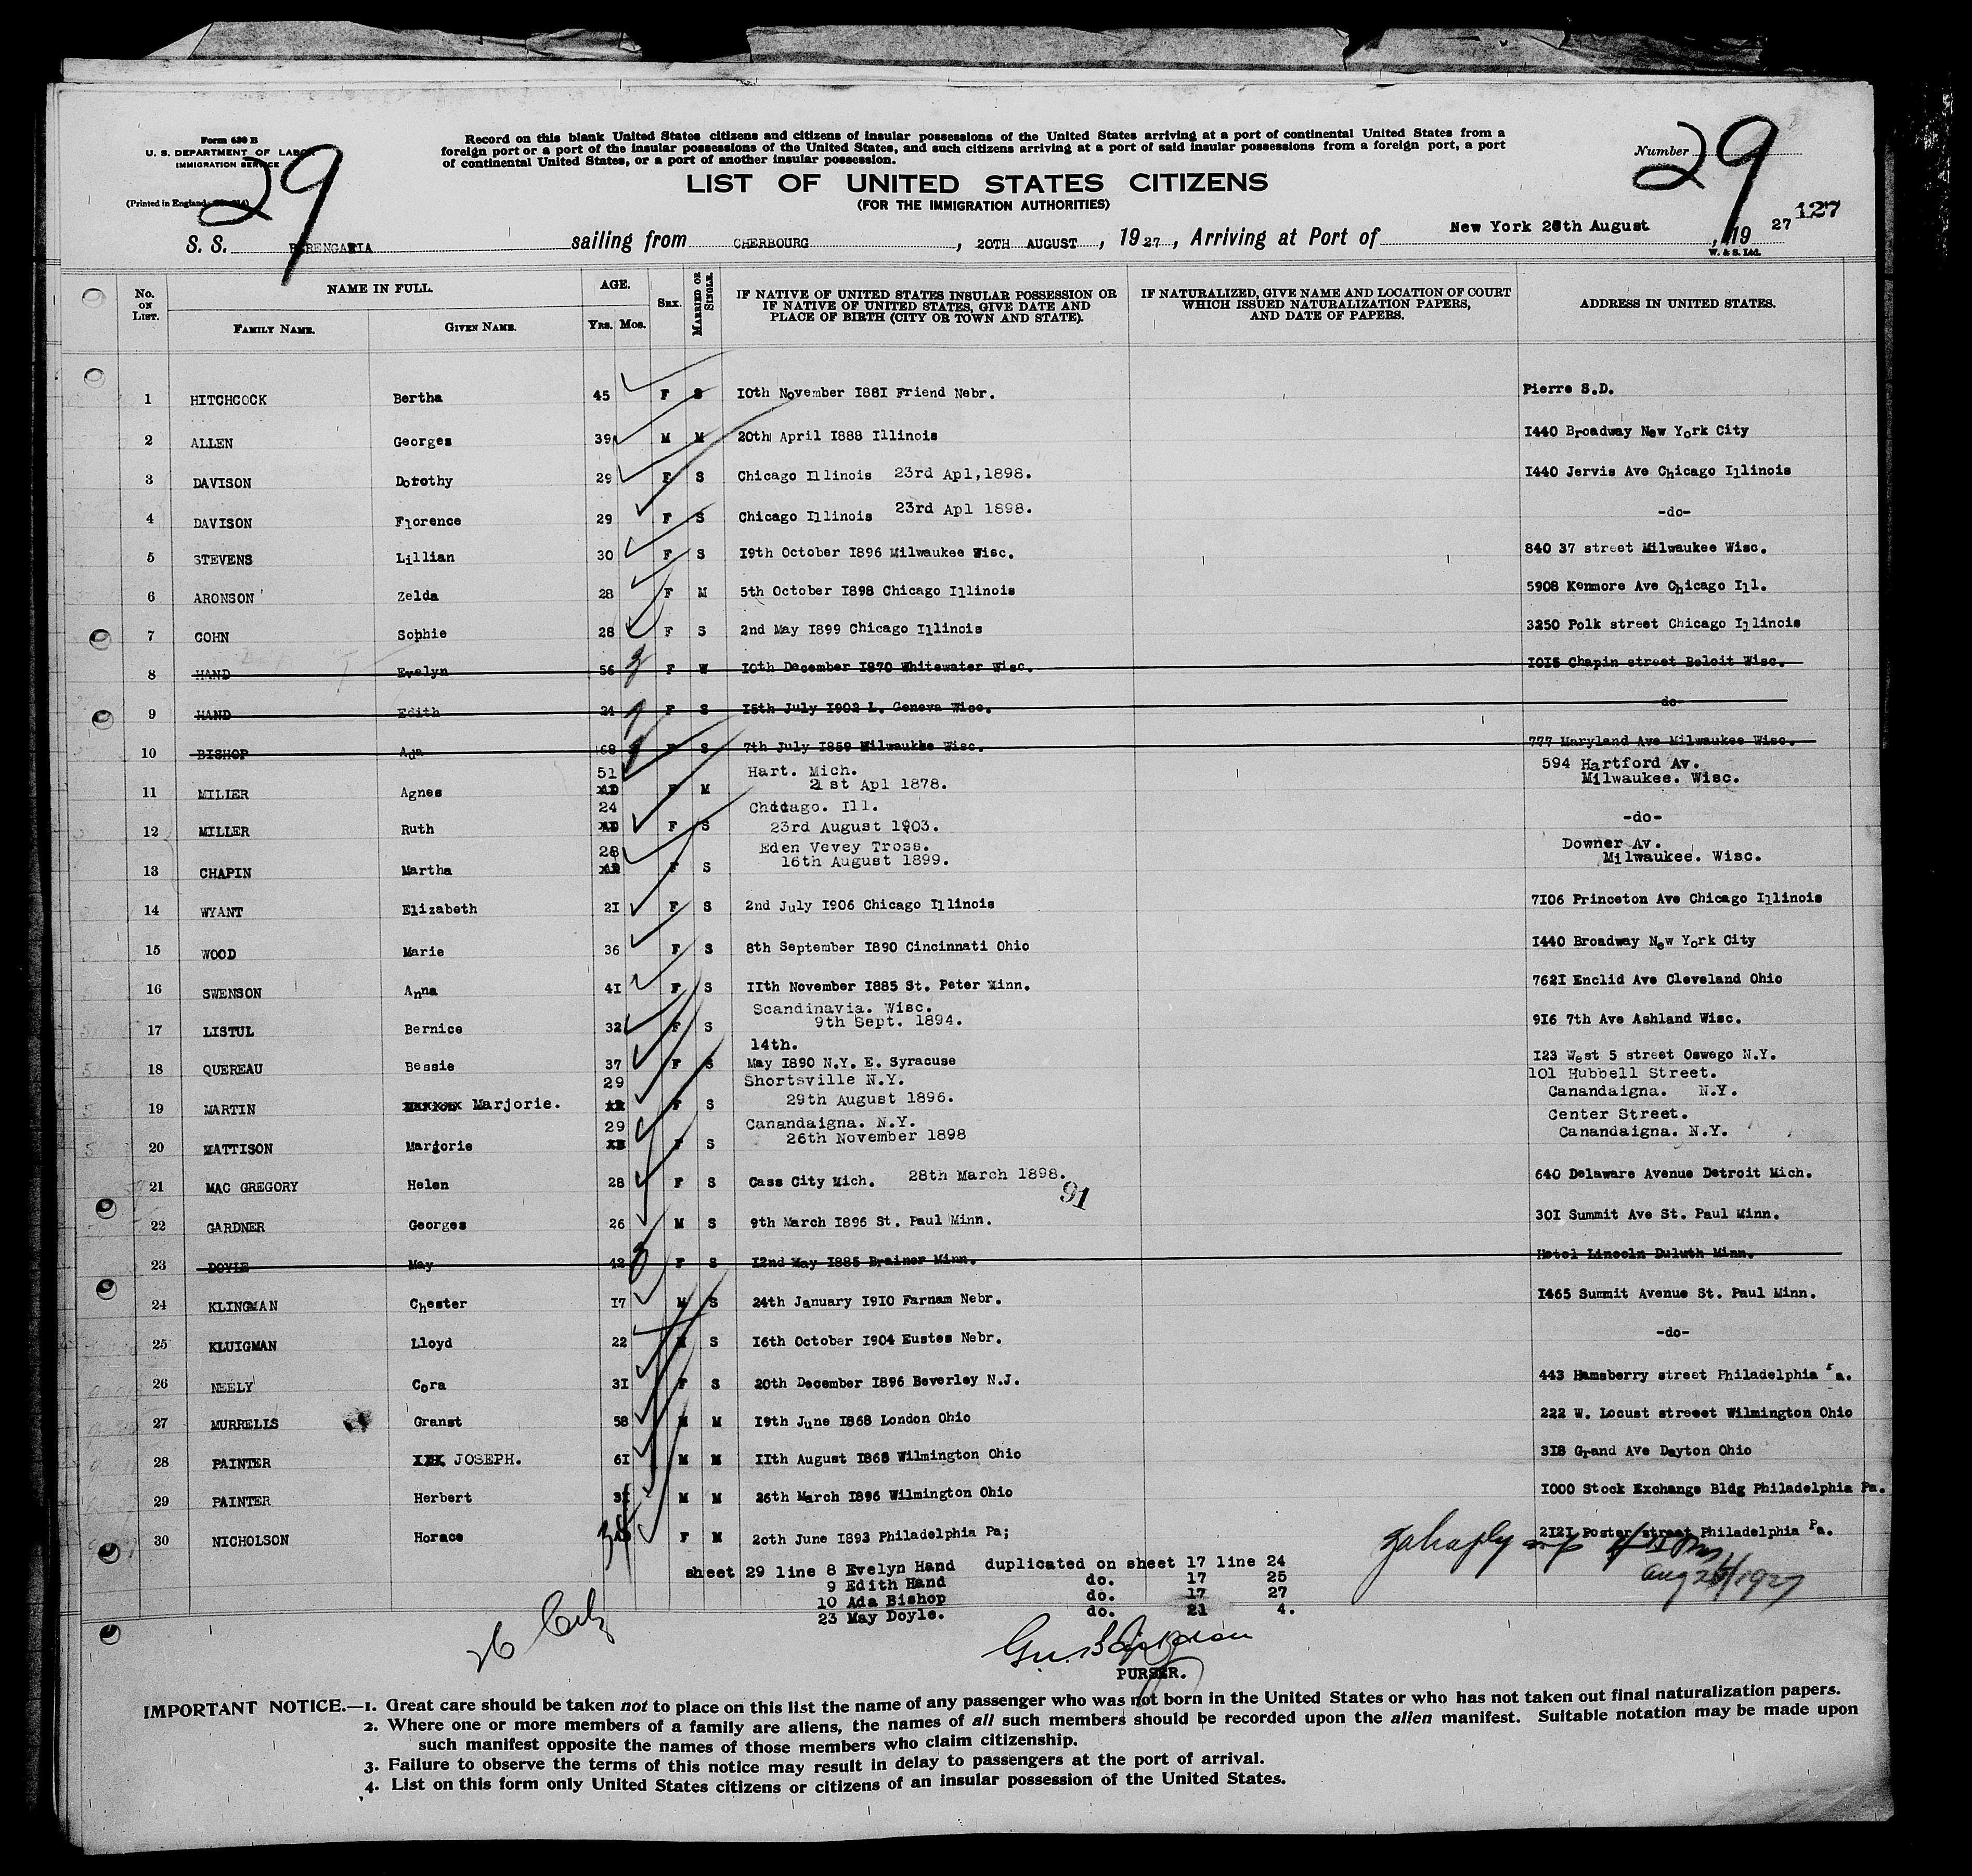 Form 630 B
U. S. DEPARTMENT OF LABOR
IMMIGRATION SERVICE
(Printed in England
29
Record on this blank United States citizens and citizens of insular possessions of the United States arriving at a port of continental United States from a
foreign port or a port of the insular possessions of the United States, and such citizens arriving at a port of said insular possessions from a foreign port, a port
of continental United States, or a port of another insular possession.
Number 29
LIST OF UNITED STATES CITIZENS
(FOR THE IMMIGRATION AUTHORITIES)
127
S. S. BERENGARIA sailing from CHERBOURG, 20TH AUGUST, 1927, Arriving at Port of New York 26th August, 1927
W. & S. Ltd.
No. ON LIST. NAME IN FULL. FAMILY NAME. GIVEN NAME. AGE. Yrs. Mos. SEX. MARRIED OR SINGLE. IF NATIVE OF UNITED STATES INSULAR POSSESSION OR IF NATIVE OF UNITED STATES, GIVE DATE AND PLACE OF BIRTH (CITY OR TOWN AND STATE). IF NATURALIZED, GIVE NAME AND LOCATION OF COURT WHICH ISSUED NATURALIZATION PAPERS, AND DATE OF PAPERS. ADDRESS IN UNITED STATES.
1 HITCHCOCK Bertha 45 F S 10th November 1881 Friend Nebr. Pierre S.D.
2 ALLEN Georges 39 M M 20th April 1888 Illinois 1440 Broadway New York City
3 DAVISON Dorothy 29 F S Chicago Illinois 23rd Apl,1898. 1440 Jervis Ave Chicago Illinois
4 DAVISON Florence 29 F S Chicago Illinois 23rd Apl 1898. -do-
5 STEVENS Lillian 30 F S 19th October 1896 Milwaukee Wisc. 840 37 street Milwaukee Wisc.
6 ARONSON Zelda 28 F M 5th October 1898 Chicago Illinois 5908 Kenmore Ave Chicago Ill.
7 COHN Sophie 28 F S 2nd May 1899 Chicago Illinois 3250 Polk street Chicago Illinois
8 HAND Evelyn 56 F W 10th December 1870 Whitewater Wisc. 1015 Chapin street Beloit Wisc.
9 HAND Edith 24 F S 15th July 1902 L. Geneva Wisc. -do-
10 BISHOP Ada 68 F S 7th July 1859 Milwaukke Wisc. 777 Maryland Ave Milwaukee Wisc.
11 MILLER Agnes 51 F M Hart. Mich. 21st Apl 1878. 594 Hartford Av. Milwaukee. Wisc.
12 MILLER Ruth 24 F S Chicago. Ill. 23rd August 1903. -do-
13 CHAPIN Martha 28 F S Eden Vevey Tross. 16th August 1899. Downer Av. Milwaukee. Wisc.
14 WYANT Elizabeth 21 F S 2nd July 1906 Chicago Illinois 7106 Princeton Ave Chicago Illinois
15 WOOD Marie 36 F S 8th September 1890 Cincinnati Ohio 1440 Broadway New York City
16 SWENSON Anna 41 F S 11th November 1885 St. Peter Minn. 7621 Enclid Ave Cleveland Ohio
17 LISTUL Bernice 32 F S Scandinavia. Wisc. 9th Sept. 1894. 916 7th Ave Ashland Wisc.
18 QUEREAU Bessie 37 F S 14th. May 1890 N.Y. E. Syracuse 123 West 5 street Oswego N.Y.
19 MARTIN Marjorie. 29 F S Shortsville N.Y. 29th August 1896. 101 Hubbell Street. Canandaigna. N.Y.
20 MATTISON Marjorie 29 F S Canandaigna. N.Y. 26th November 1898 Center Street. Canandaigna. N.Y.
21 MAC GREGORY Helen 28 F S Cass City Mich. 28th March 1898. 640 Delaware Avenue Detroit Mich.
91
22 GARDNER Georges 26 M S 9th March 1896 St. Paul Minn. 301 Summit Ave St. Paul Minn.
23 DOYLE May 42 F S 12nd May 1885 Brainer Minn. Hotel Lincoln Duluth Minn.
24 KLINGMAN Chester 17 M S 24th January 1910 Farnam Nebr. 1465 Summit Avenue St. Paul Minn.
25 KLUIGMAN Lloyd 22 M S 16th October 1904 Eustes Nebr. -do-
26 NEELY Cora 31 F S 20th December 1896 Beverley N.J. 443 Hamsberry street Philadelphia Pa.
27 MURRELLS Granst 58 M M 19th June 1868 London Ohio 222 W. Locust streeet Wilmington Ohio
28 PAINTER JOSEPH. 61 M M 11th August 1865 Wilmington Ohio 318 Grand Ave Dayton Ohio
29 PAINTER Herbert 31 M M 26th March 1896 Wilmington Ohio 1000 Stock Exchange Bldg Philadelphia Pa.
30 NICHOLSON Horace 34 F M 20th June 1893 Philadelphia Pa; 2121 Poster street Philadelphia Pa.
Aug 26/1927
sheet 29 line 8 Evelyn Hand duplicated on sheet 17 line 24
9 Edith Hand do. 17 25
10 Ada Bishop do. 17 27
23 May Doyle. do. 21 4.
26
PURSER.
IMPORTANT NOTICE.—1. Great care should be taken not to place on this list the name of any passenger who was not born in the United States or who has not taken out final naturalization papers.
2. Where one or more members of a family are aliens, the names of all such members should be recorded upon the alien manifest. Suitable notation may be made upon
such manifest opposite the names of those members who claim citizenship.
3. Failure to observe the terms of this notice may result in delay to passengers at the port of arrival.
4. List on this form only United States citizens or citizens of an insular possession of the United States.